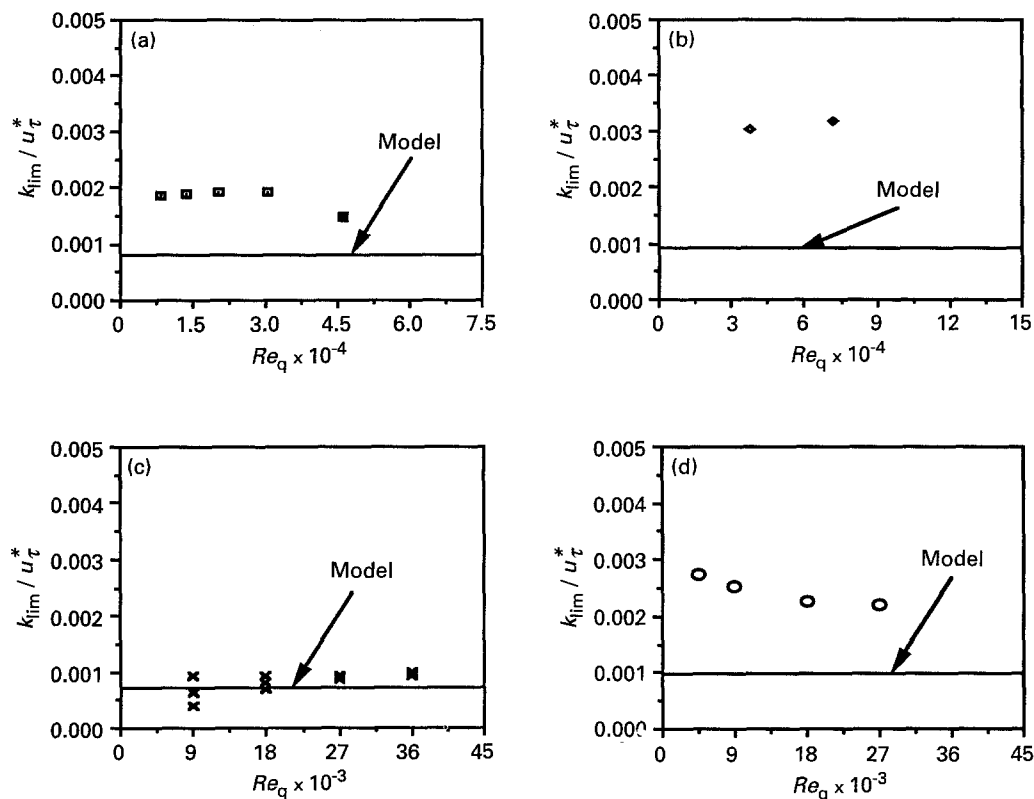 (a)
0.005
0.004
0.003
0.002
0.001
0.000
k_lim / u_τ^*
Model
0 1.5 3.0 4.5 6.0 7.5
Re_q × 10^-4
(b)
0.005
0.004
0.003
0.002
0.001
0.000
k_lim / u_τ^*
Model
0 3 6 9 12 15
Re_q × 10^-4
(c)
0.005
0.004
0.003
0.002
0.001
0.000
k_lim / u_τ^*
Model
0 9 18 27 36 45
Re_q × 10^-3
(d)
0.005
0.004
0.003
0.002
0.001
0.000
k_lim / u_τ^*
Model
0 9 18 27 36 45
Re_q × 10^-3